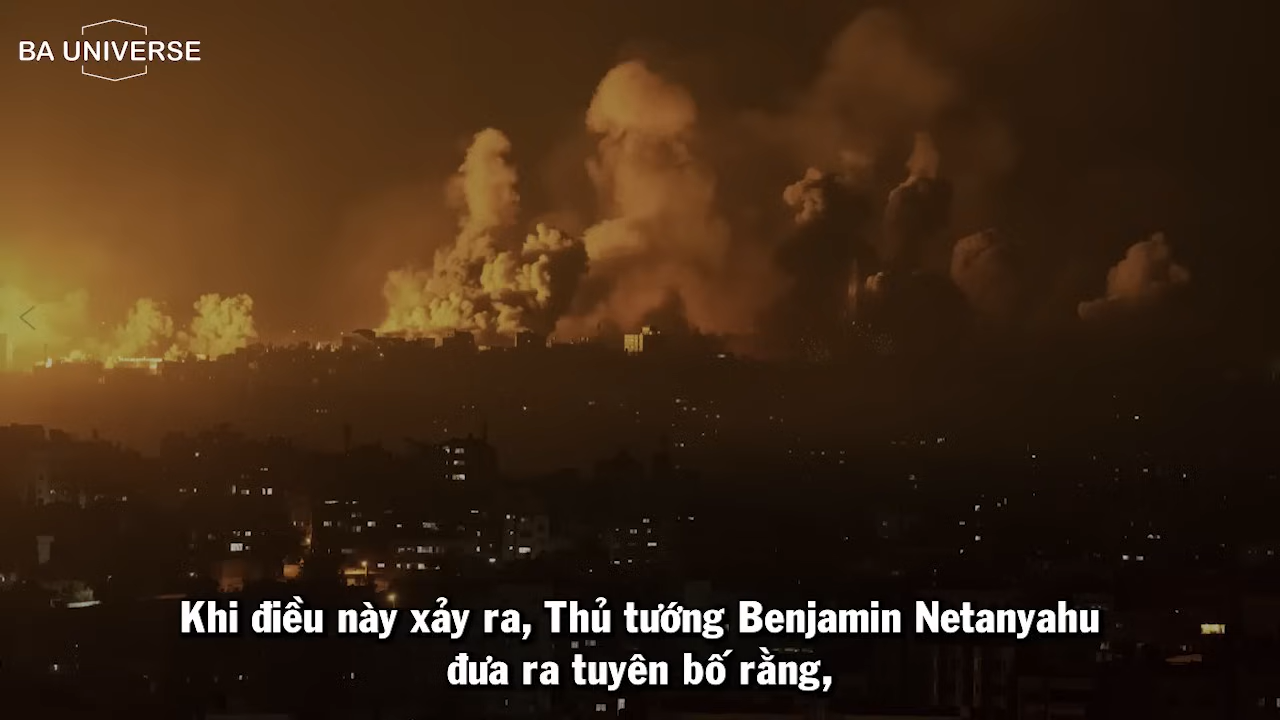 BA UNIVERSE
Khi điều này xảy ra, Thủ tướng Benjamin Netanyahu
đưa ra tuyên bố rằng,